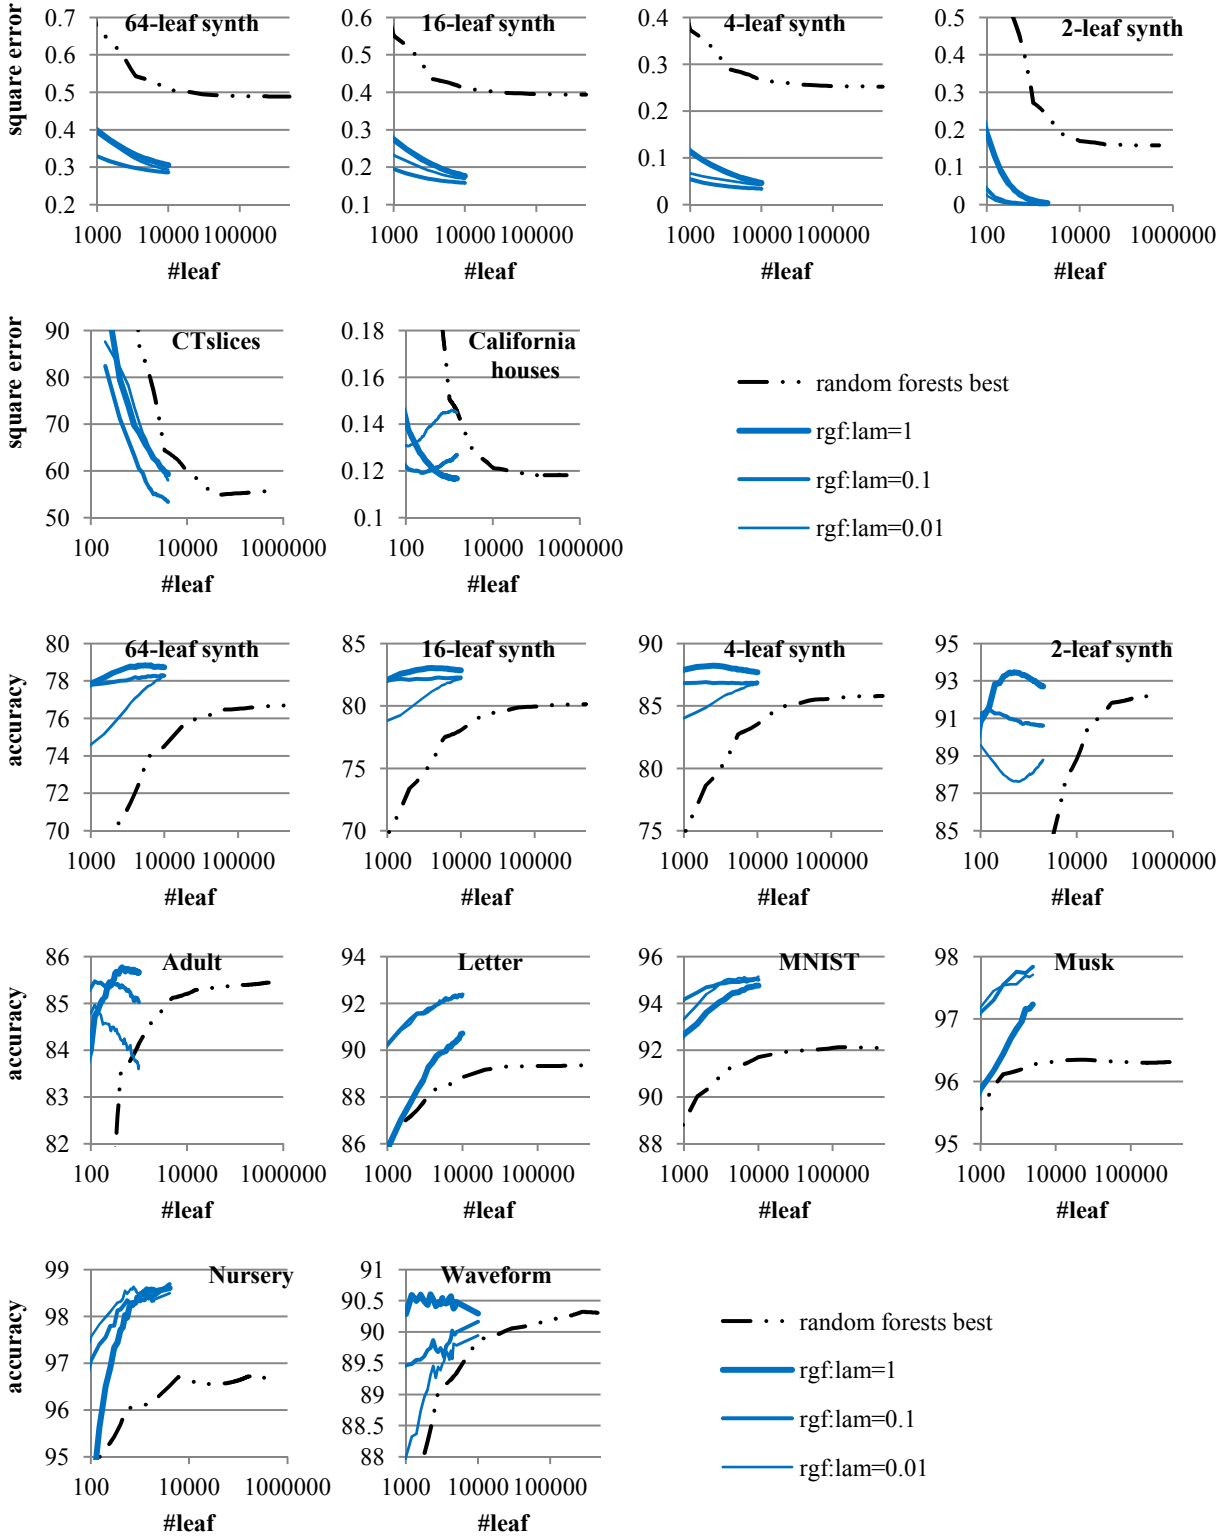 square error
64-leaf synth
0.7
0.6
0.5
0.4
0.3
0.2
1000 10000 100000
#leaf
16-leaf synth
0.6
0.5
0.4
0.3
0.2
0.1
1000 10000 100000
#leaf
4-leaf synth
0.4
0.3
0.2
0.1
0
1000 10000 100000
#leaf
2-leaf synth
0.5
0.4
0.3
0.2
0.1
0
100 10000 1000000
#leaf
square error
CTslices
90
80
70
60
50
100 10000 1000000
#leaf
California
houses
0.18
0.16
0.14
0.12
0.1
100 10000 1000000
#leaf
random forests best
rgf:lam=1
rgf:lam=0.1
rgf:lam=0.01
accuracy
64-leaf synth
80
78
76
74
72
70
1000 10000 100000
#leaf
16-leaf synth
85
80
75
70
1000 10000 100000
#leaf
4-leaf synth
90
85
80
75
1000 10000 100000
#leaf
2-leaf synth
95
93
91
89
87
85
100 10000 1000000
#leaf
accuracy
Adult
86
85
84
83
82
100 10000 1000000
#leaf
Letter
94
92
90
88
86
1000 10000 100000
#leaf
MNIST
96
94
92
90
88
1000 10000 100000
#leaf
Musk
98
97
96
95
1000 10000 100000
#leaf
accuracy
Nursery
99
98
97
96
95
100 10000 1000000
#leaf
Waveform
91
90.5
90
89.5
89
88.5
88
1000 10000 100000
#leaf
random forests best
rgf:lam=1
rgf:lam=0.1
rgf:lam=0.01